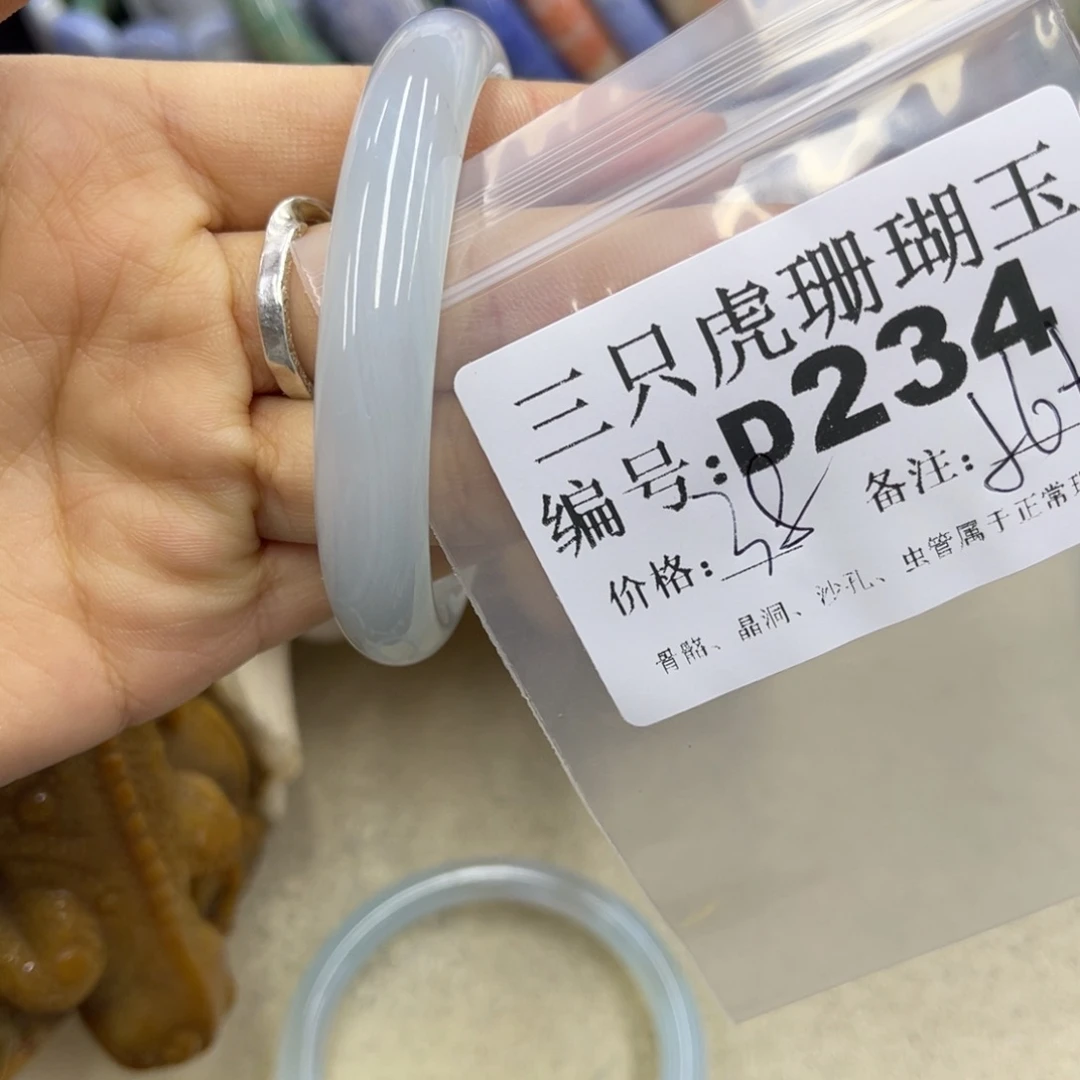 三只虎珊瑚玉
编号:D234
价格: 备注:
骨骼、晶洞、沙孔、虫管属于正常